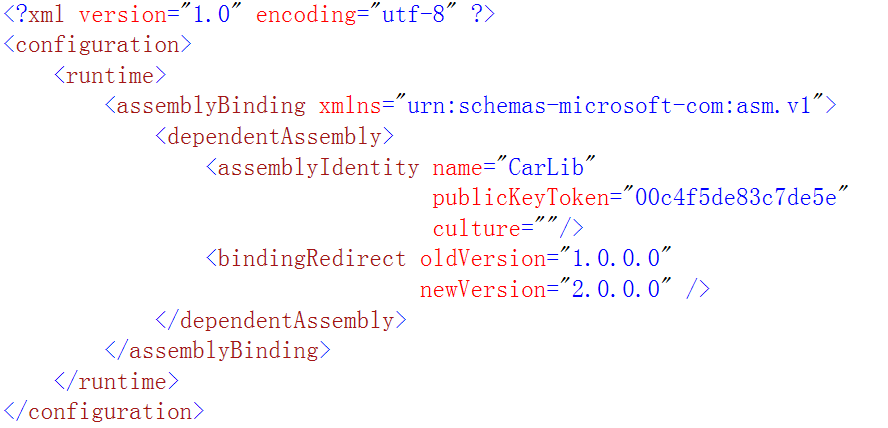 <?xml version="1.0" encoding="utf-8" ?>
<configuration>
    <runtime>
        <assemblyBinding xmlns="urn:schemas-microsoft-com:asm.v1">
            <dependentAssembly>
                <assemblyIdentity name="CarLib"
                                  publicKeyToken="00c4f5de83c7de5e"
                                  culture=""/>
                <bindingRedirect oldVersion="1.0.0.0"
                                 newVersion="2.0.0.0" />
            </dependentAssembly>
        </assemblyBinding>
    </runtime>
</configuration>